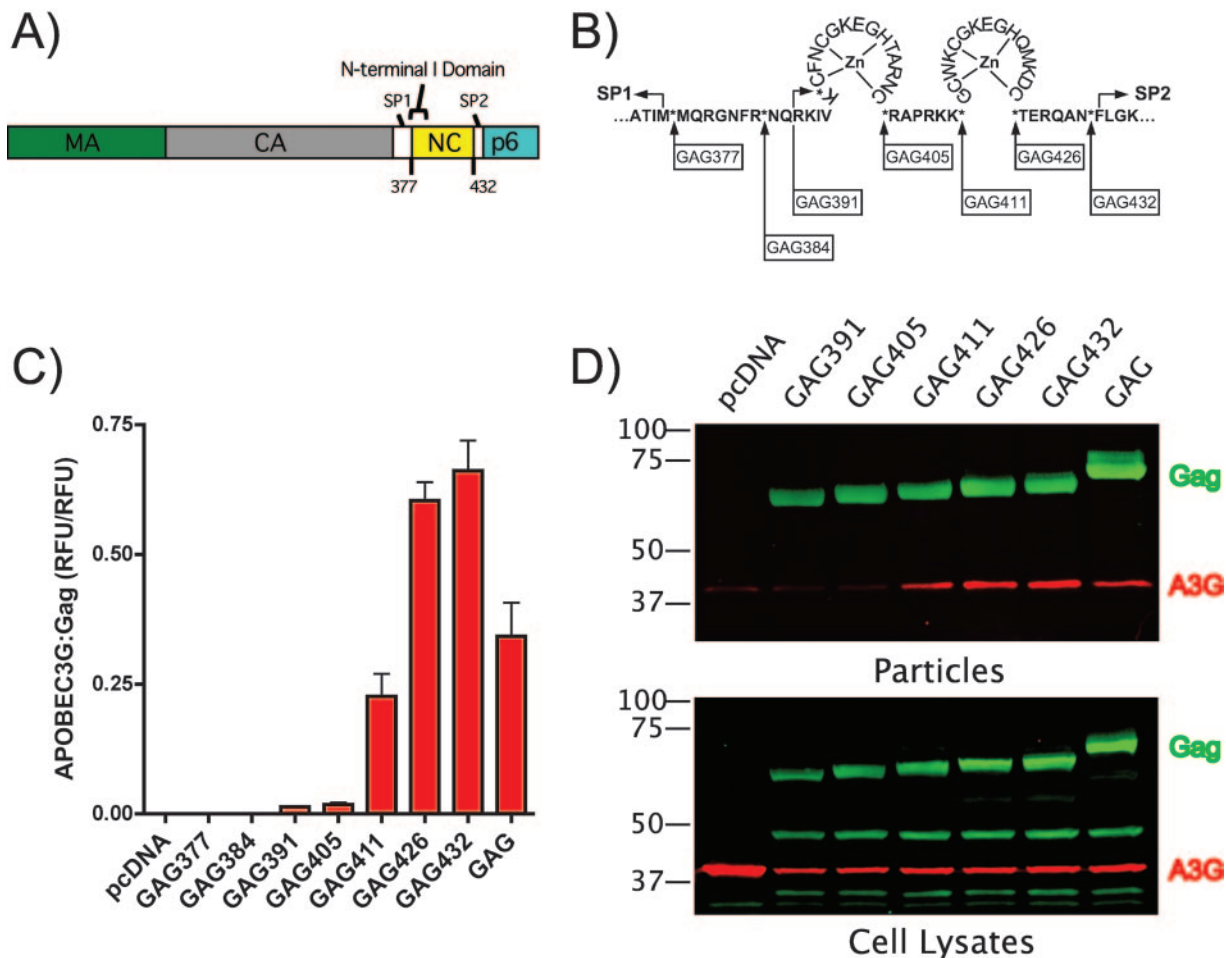 A)
N-terminal I Domain
SP1
SP2
MA
CA
NC
p6
377
432
B)
CFNCGKEGHTARNC
Zn
GCWKCGKEGHQMKDC
Zn
SP1
*K
SP2
...ATIM*MQRGNFR*NQRKIV
*RAPRKK*
*TERQAN*FLGK...
GAG377
GAG405
GAG426
GAG391
GAG411
GAG432
GAG384
C)
APOBEC3G:Gag (RFU/RFU)
0.75
0.50
0.25
0.00
pcDNA
GAG377
GAG384
GAG391
GAG405
GAG411
GAG426
GAG432
GAG
D)
pcDNA
GAG391
GAG405
GAG411
GAG426
GAG432
GAG
100
75
50
37
Gag
A3G
Particles
100
75
50
37
Gag
A3G
Cell Lysates